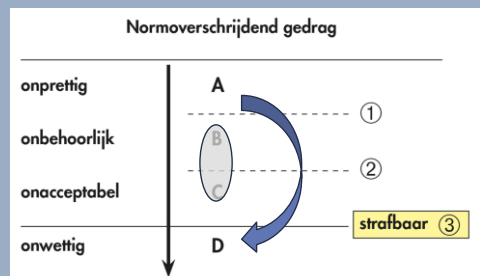 Normoverschrijdend gedrag
onprettig A
①
onbehoorlijk B
②
onacceptabel C
strafbaar ③
onwettig D